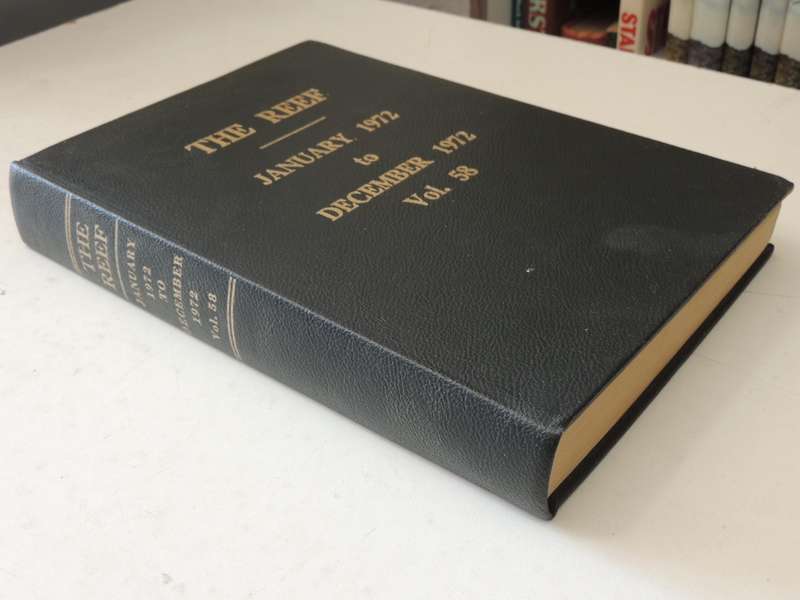 THE REEF
JANUARY, 1972
to
DECEMBER 1972
Vol. 58
THE
REEF
JANUARY
1972
TO
DECEMBER
1972
Vol. 58